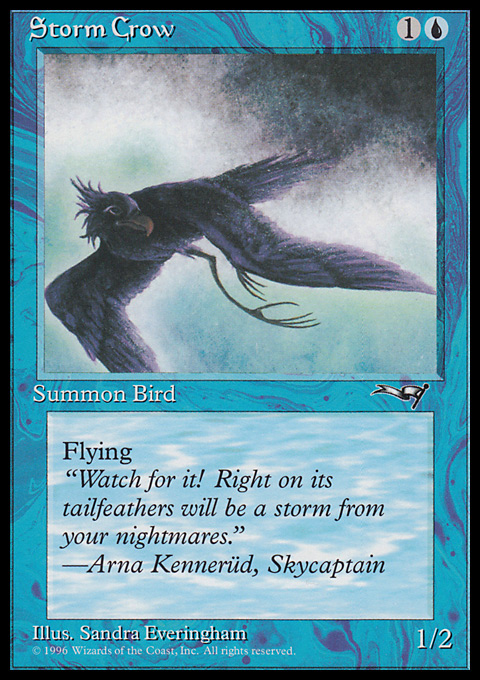 Storm Crow 1
Summon Bird
Flying
“Watch for it! Right on its
tailfeathers will be a storm from
your nightmares.”
—Arna Kennerüd, Skycaptain
Illus. Sandra Everingham
© 1996 Wizards of the Coast, Inc. All rights reserved.
1/2